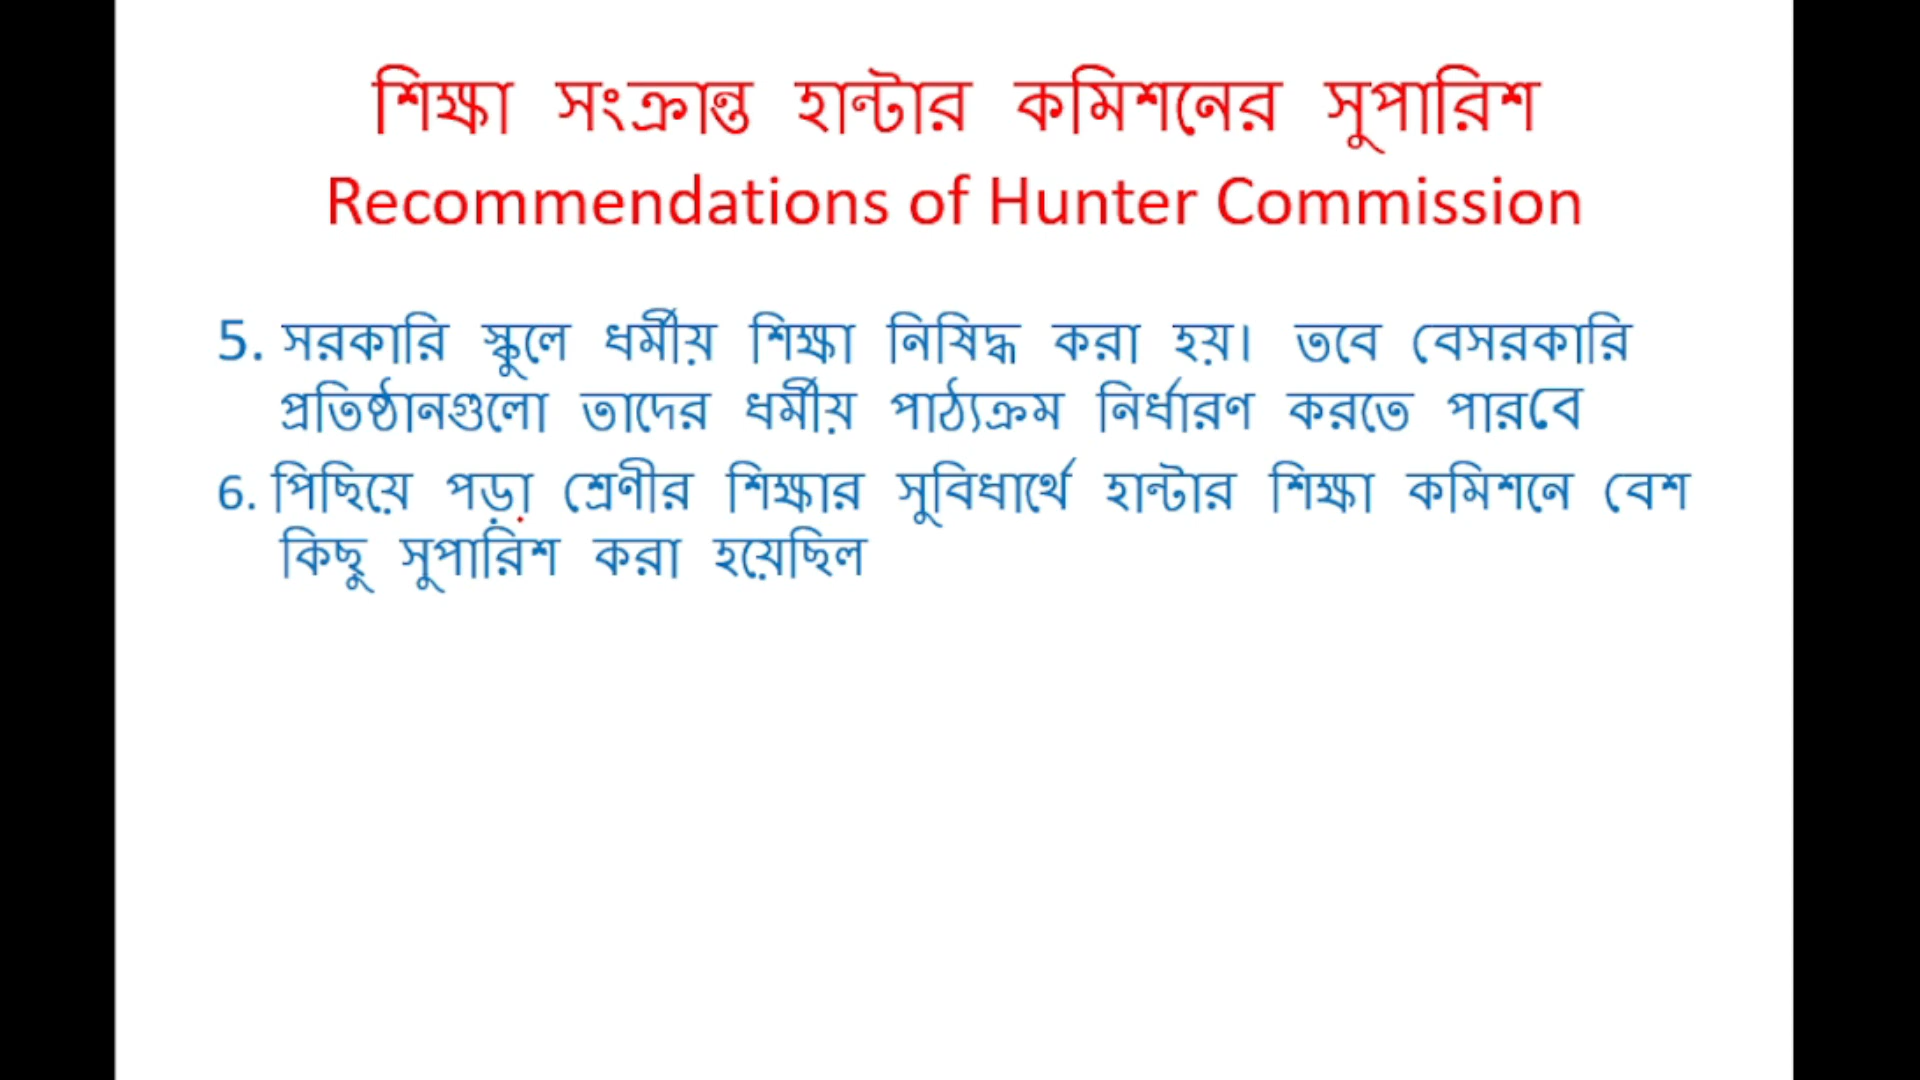 শিক্ষা সংক্রান্ত হান্টার কমিশনের সুপারিশ
Recommendations of Hunter Commission
5. সরকারি স্কুলে ধর্মীয় শিক্ষা নিষিদ্ধ করা হয়। তবে বেসরকারি
প্রতিষ্ঠানগুলো তাদের ধর্মীয় পাঠ্যক্রম নির্ধারণ করতে পারবে
6. পিছিয়ে পড়া শ্রেণীর শিক্ষার সুবিধার্থে হান্টার শিক্ষা কমিশনে বেশ
কিছু সুপারিশ করা হয়েছিল